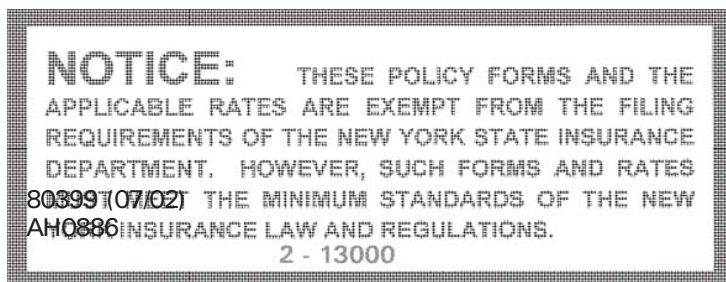 NOTICE: THESE POLICY FORMS AND THE
APPLICABLE RATES ARE EXEMPT FROM THE FILING
REQUIREMENTS OF THE NEW YORK STATE INSURANCE
DEPARTMENT. HOWEVER, SUCH FORMS AND RATES
80399 (07/02) THE MINIMUM STANDARDS OF THE NEW
AH0886 INSURANCE LAW AND REGULATIONS.
2 - 13000